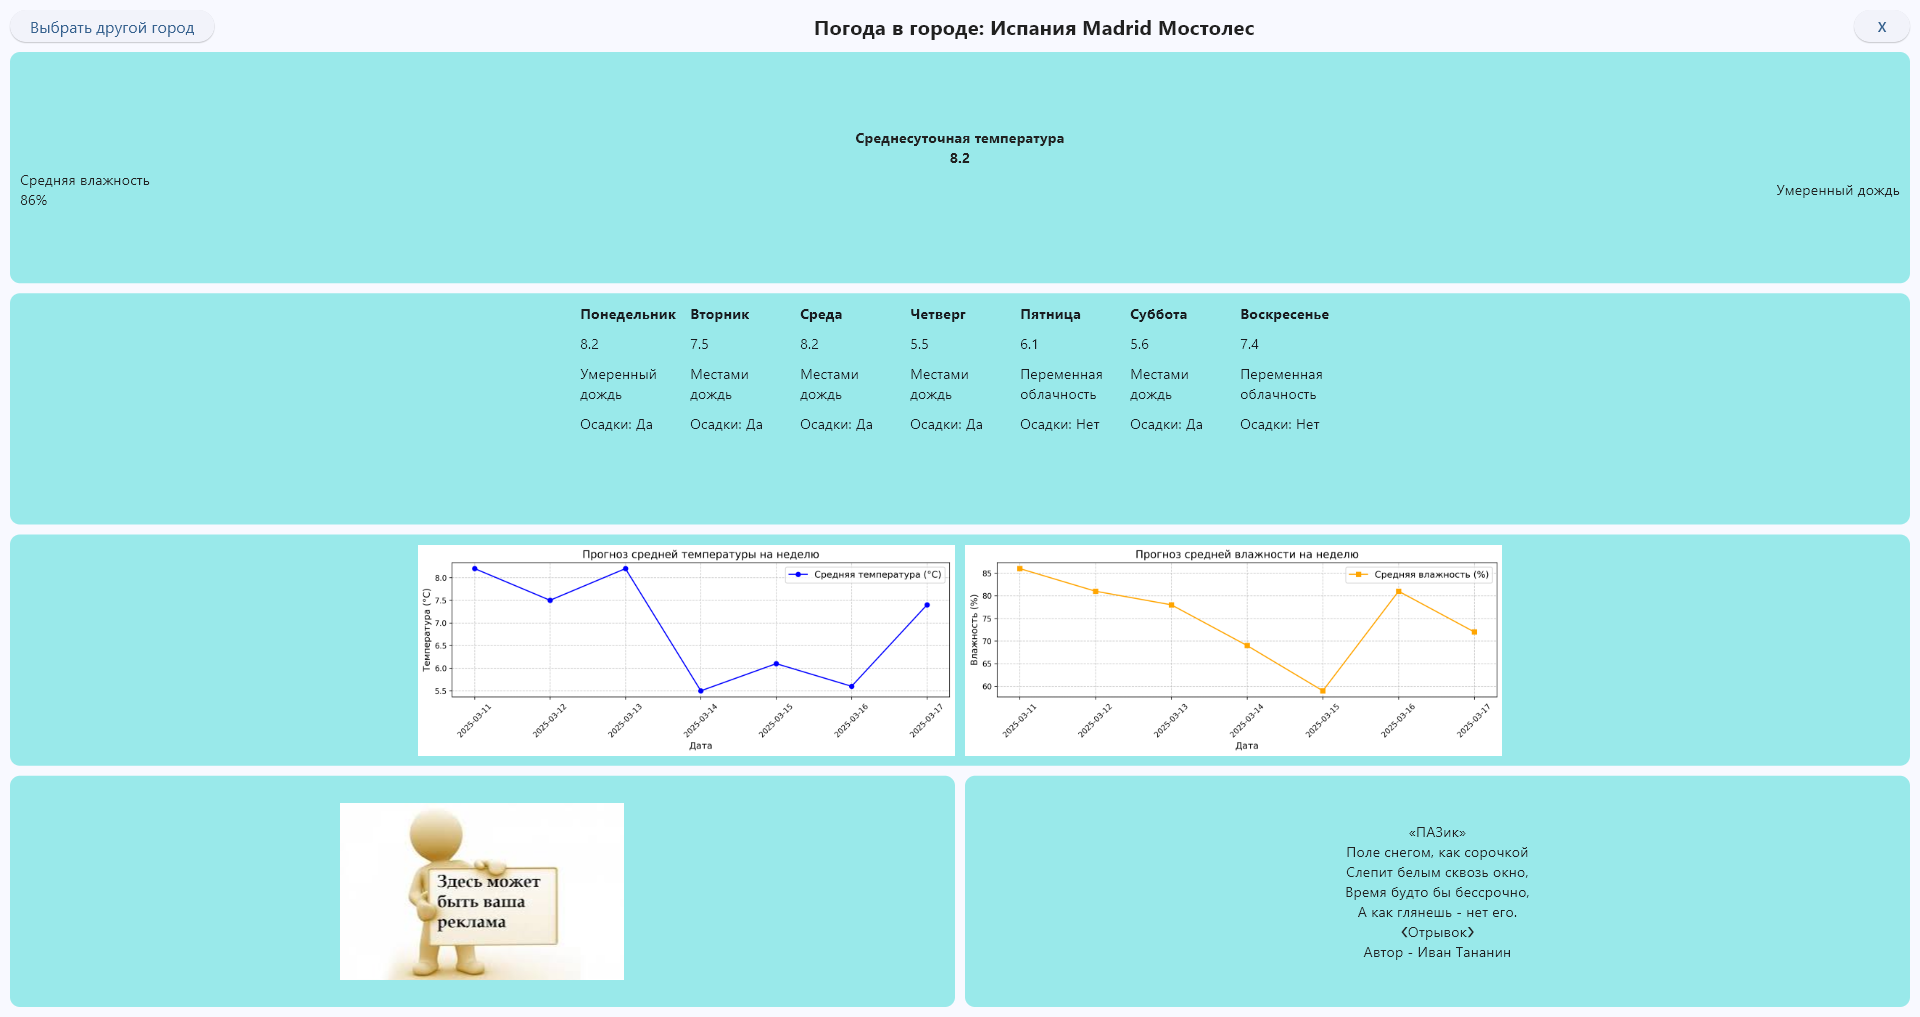 Выбрать другой город
Погода в городе: Испания Madrid Мостолес
X
Среднесуточная температура
8.2
Средняя влажность
86%
Умеренный дождь
Понедельник Вторник Среда Четверг Пятница Суббота Воскресенье
8.2 7.5 8.2 5.5 6.1 5.6 7.4
Умеренный Местами Местами Местами Переменная Местами Переменная
дождь дождь дождь дождь облачность дождь облачность
Осадки: Да Осадки: Да Осадки: Да Осадки: Да Осадки: Нет Осадки: Да Осадки: Нет
Прогноз средней температуры на неделю
Средняя температура (°C)
Температура (°C)
8.0
7.5
7.0
6.5
6.0
5.5
2025-03-11 2025-03-12 2025-03-13 2025-03-14 2025-03-15 2025-03-16 2025-03-17
Дата
Прогноз средней влажности на неделю
Средняя влажность (%)
Влажность (%)
85
80
75
70
65
60
2025-03-11 2025-03-12 2025-03-13 2025-03-14 2025-03-15 2025-03-16 2025-03-17
Дата
Здесь может
быть ваша
реклама
«ПАЗик»
Поле снегом, как сорочкой
Слепит белым сквозь окно,
Время будто бы бессрочно,
А как глянешь - нет его.
<Отрывок>
Автор - Иван Тананин